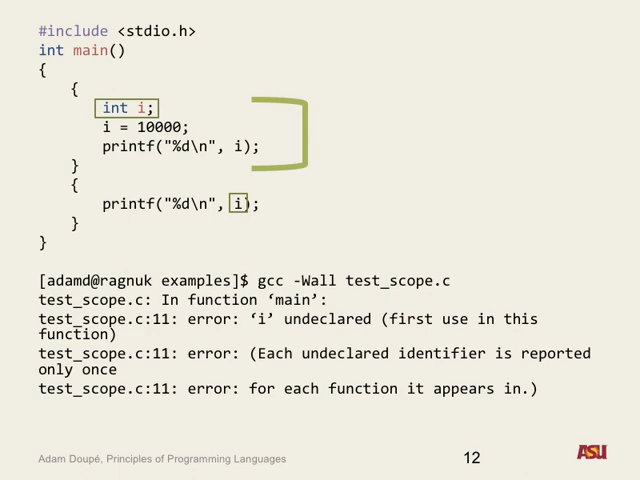 #include <stdio.h>
int main()
{
{
int i;
i = 10000;
printf("%d\n", i);
}
{
printf("%d\n", i);
}
}
[adamd@ragnuk examples]$ gcc -Wall test_scope.c
test_scope.c: In function ‘main’:
test_scope.c:11: error: ‘i’ undeclared (first use in this
function)
test_scope.c:11: error: (Each undeclared identifier is reported
only once
test_scope.c:11: error: for each function it appears in.)
Adam Doupé, Principles of Programming Languages
12
ASU